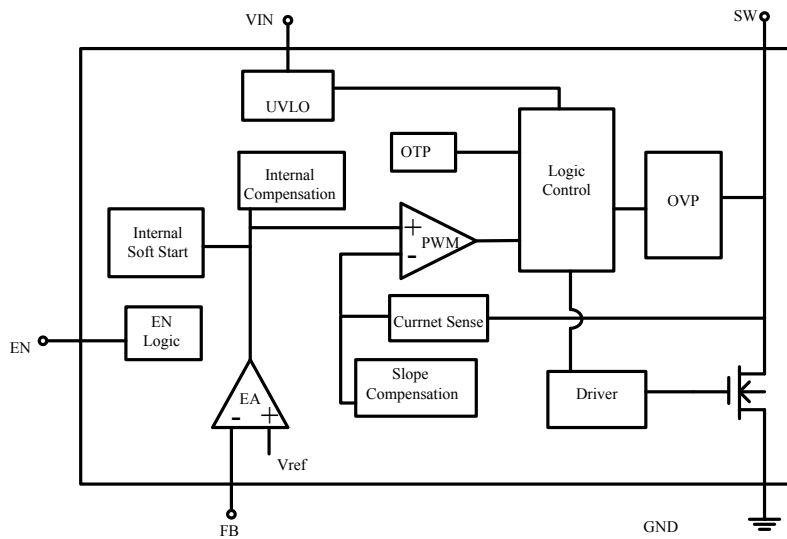 VIN
SW
UVLO
OTP
Logic
Control
OVP
Internal
Compensation
Internal
Soft Start
+
PWM
-
EN
EN
Logic
Currnet Sense
Slope
Compensation
Driver
EA
- +
Vref
FB
GND